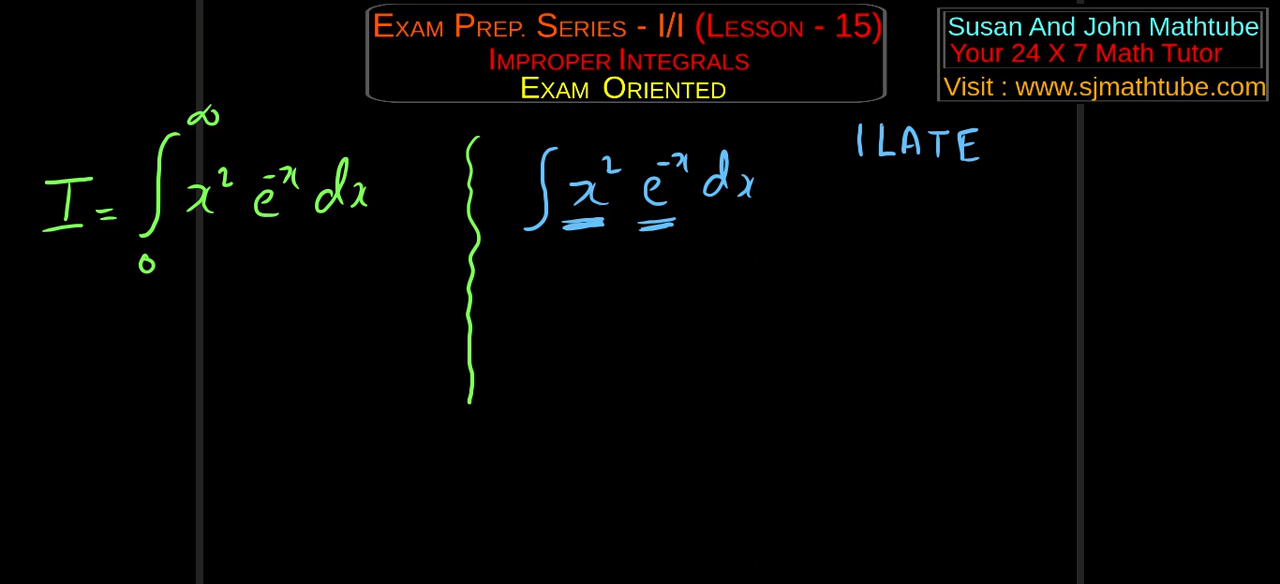 Exam Prep. Series - I/I (Lesson - 15)
Improper Integrals
Exam Oriented
Susan And John Mathtube
Your 24 X 7 Math Tutor
Visit : www.sjmathtube.com
I = ∫₀^∞ x² e^{-x} dx
∫ x² e^{-x} dx
ILATE